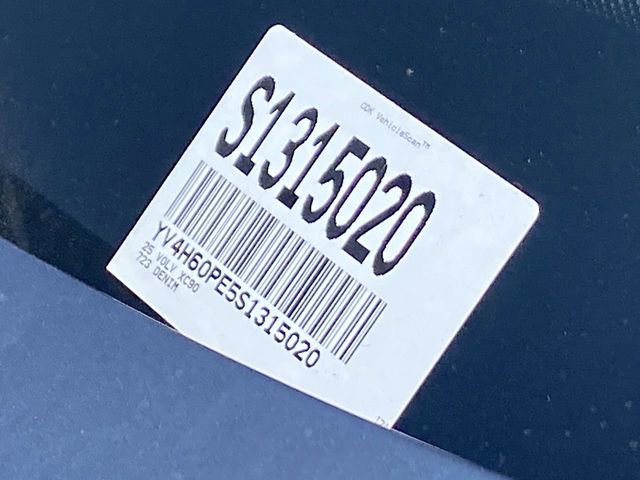 CDK VehicleScan™
S1315020
YV4H60PE5S1315020
25 VOLV XC90
723 DENIM